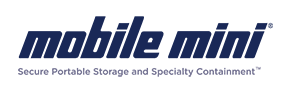 mobile mini®
Secure Portable Storage and Specialty Containment™